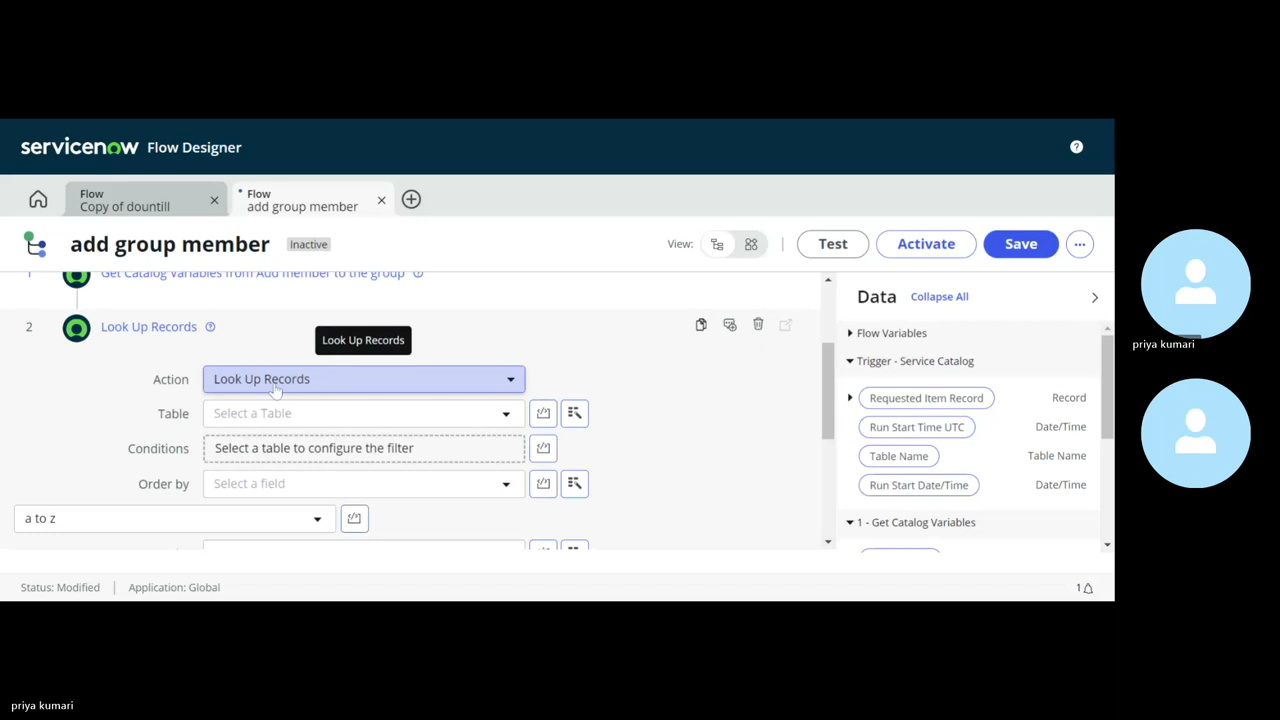 servicenow Flow Designer
Flow
Copy of dountill
Flow
add group member
add group member Inactive View: Test Activate Save
1 Get Catalog Variables from Add member to the group
2 Look Up Records
Look Up Records
Action Look Up Records
Table Select a Table
Conditions Select a table to configure the filter
Order by Select a field
a to z
Data Collapse All
Flow Variables
Trigger - Service Catalog
Requested Item Record Record
Run Start Time UTC Date/Time
Table Name Table Name
Run Start Date/Time Date/Time
1 - Get Catalog Variables
Status: Modified Application: Global 1
priya kumari
priya kumari